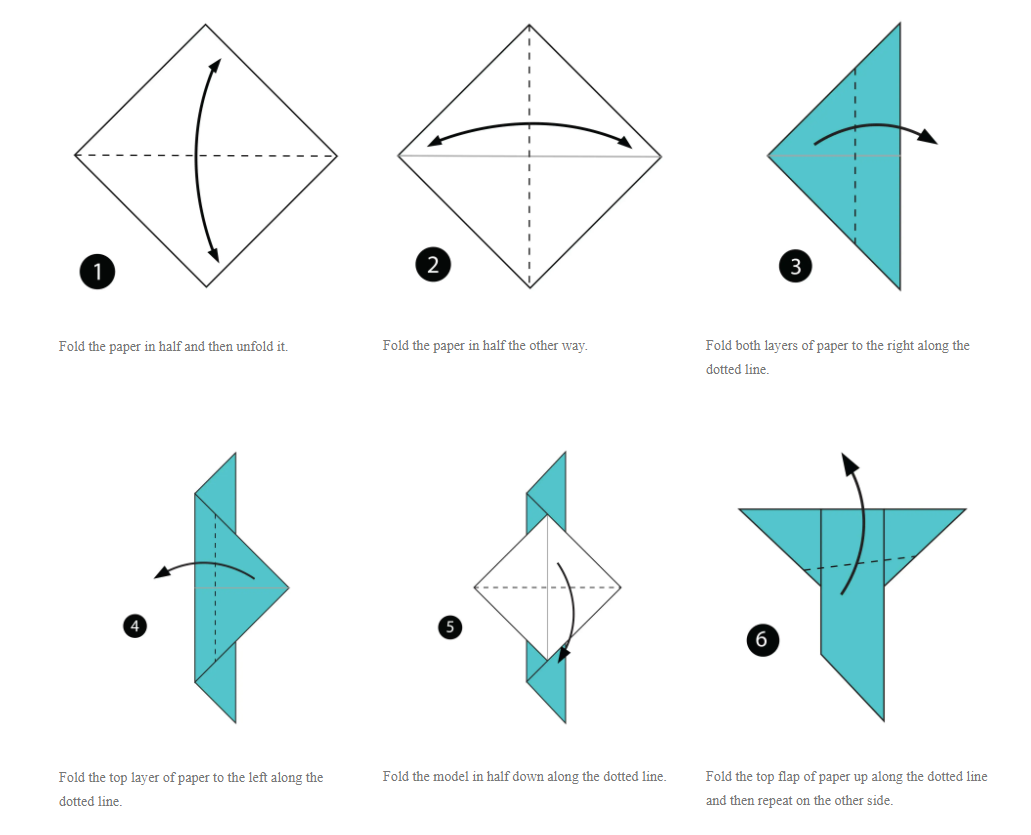 1
Fold the paper in half and then unfold it.
2
Fold the paper in half the other way.
3
Fold both layers of paper to the right along the
dotted line.
4
Fold the top layer of paper to the left along the
dotted line.
5
Fold the model in half down along the dotted line.
6
Fold the top flap of paper up along the dotted line
and then repeat on the other side.